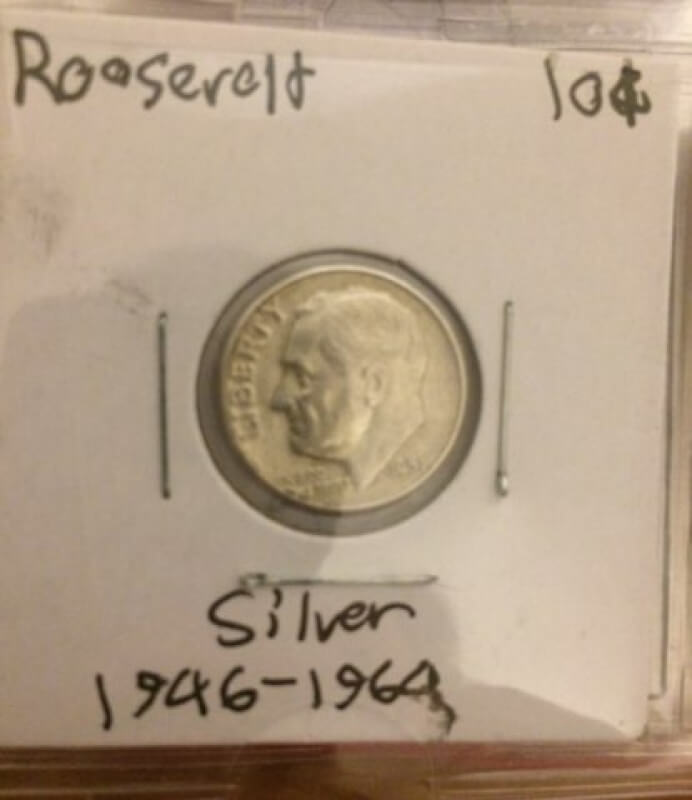 Roosevelt 10¢
LIBERTY
Silver
1946-1964